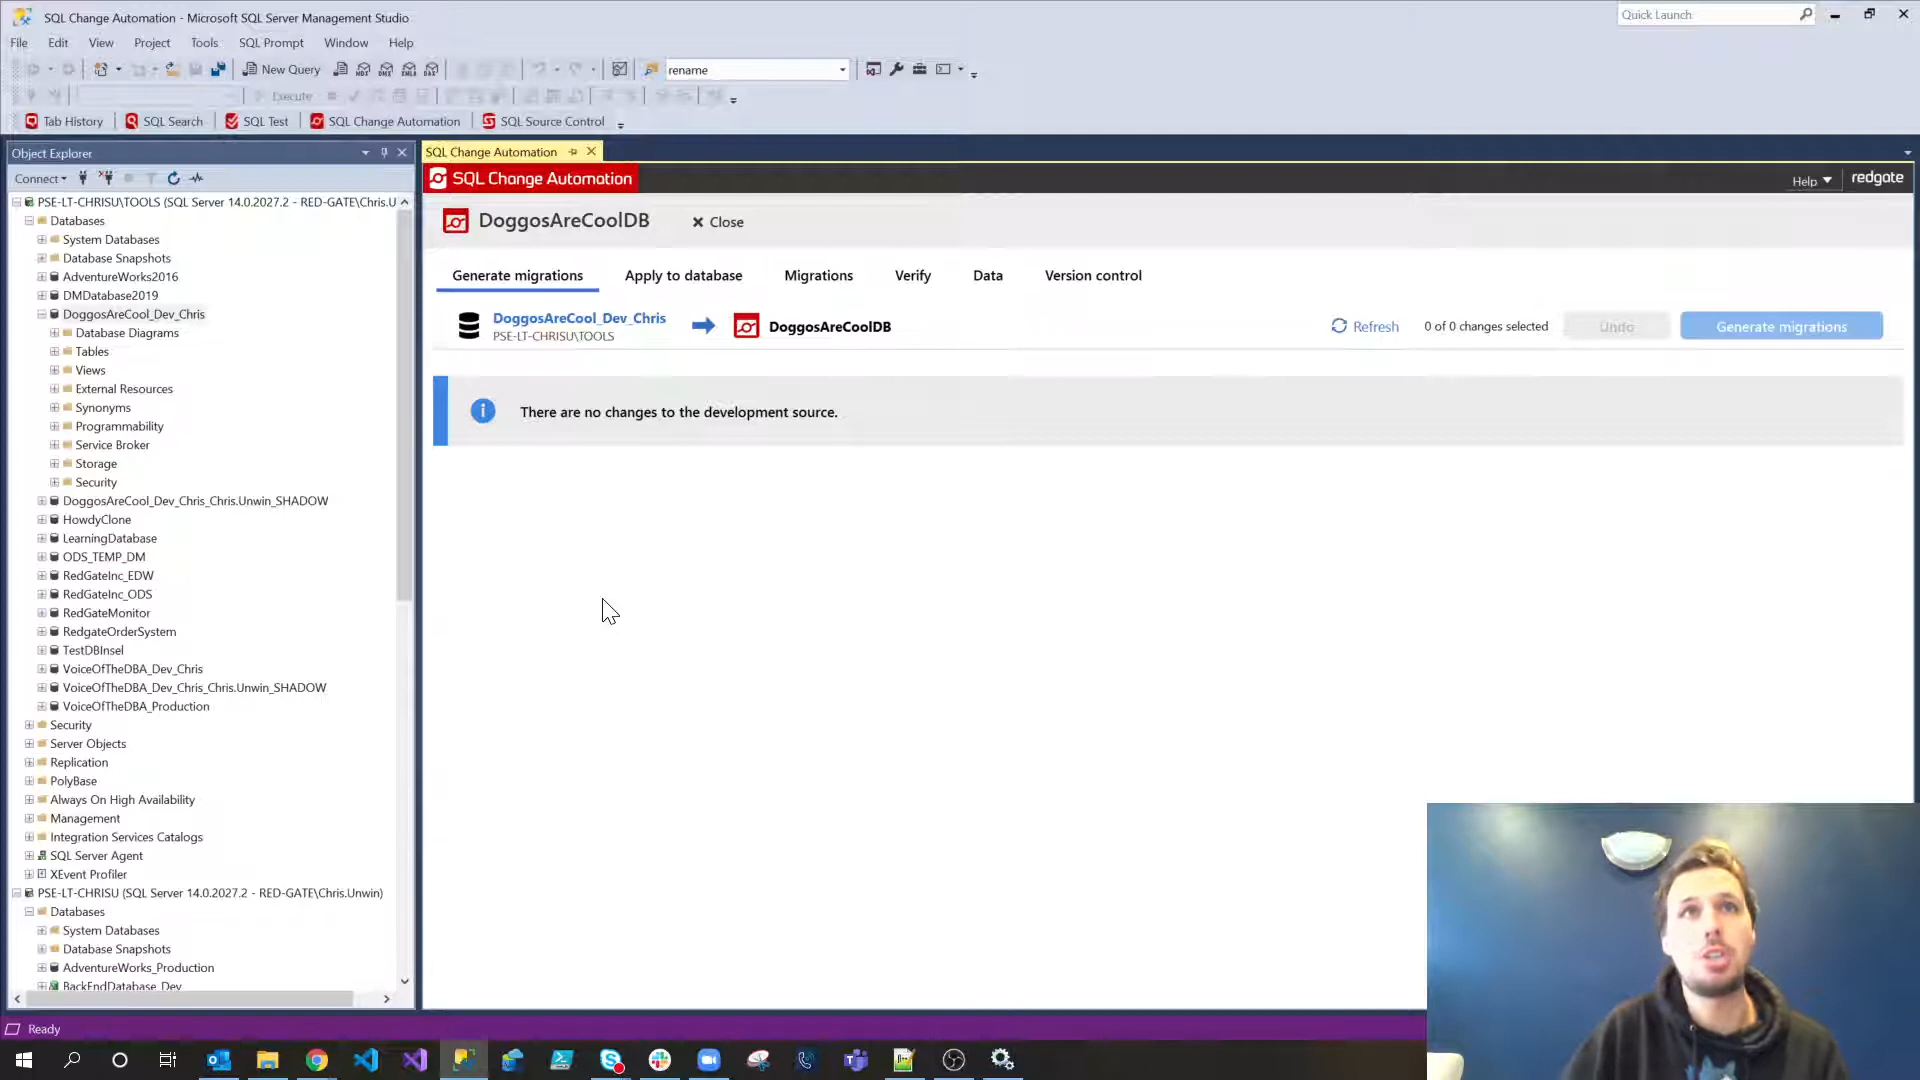 SQL Change Automation - Microsoft SQL Server Management Studio
Quick Launch
File Edit View Project Tools SQL Prompt Window Help
New Query
rename
Execute
Tab History SQL Search SQL Test SQL Change Automation SQL Source Control
Object Explorer
Connect
PSE-LT-CHRISU\TOOLS (SQL Server 14.0.2027.2 - RED-GATE\Chris.U
Databases
System Databases
Database Snapshots
AdventureWorks2016
DMDatabase2019
DoggosAreCool_Dev_Chris
Database Diagrams
Tables
Views
External Resources
Synonyms
Programmability
Service Broker
Storage
Security
DoggosAreCool_Dev_Chris_Chris.Unwin_SHADOW
HowdyClone
LearningDatabase
ODS_TEMP_DM
RedGateInc_EDW
RedGateInc_ODS
RedGateMonitor
RedgateOrderSystem
TestDBInsel
VoiceOfTheDBA_Dev_Chris
VoiceOfTheDBA_Dev_Chris_Chris.Unwin_SHADOW
VoiceOfTheDBA_Production
Security
Server Objects
Replication
PolyBase
Always On High Availability
Management
Integration Services Catalogs
SQL Server Agent
XEvent Profiler
PSE-LT-CHRISU (SQL Server 14.0.2027.2 - RED-GATE\Chris.Unwin)
Databases
System Databases
Database Snapshots
AdventureWorks_Production
BackEndDatabase_Dev
SQL Change Automation
SQL Change Automation
Help
redgate
DoggosAreCoolDB
Close
Generate migrations Apply to database Migrations Verify Data Version control
DoggosAreCool_Dev_Chris
PSE-LT-CHRISU\TOOLS
DoggosAreCoolDB
Refresh
0 of 0 changes selected
Undo
Generate migrations
There are no changes to the development source.
Ready